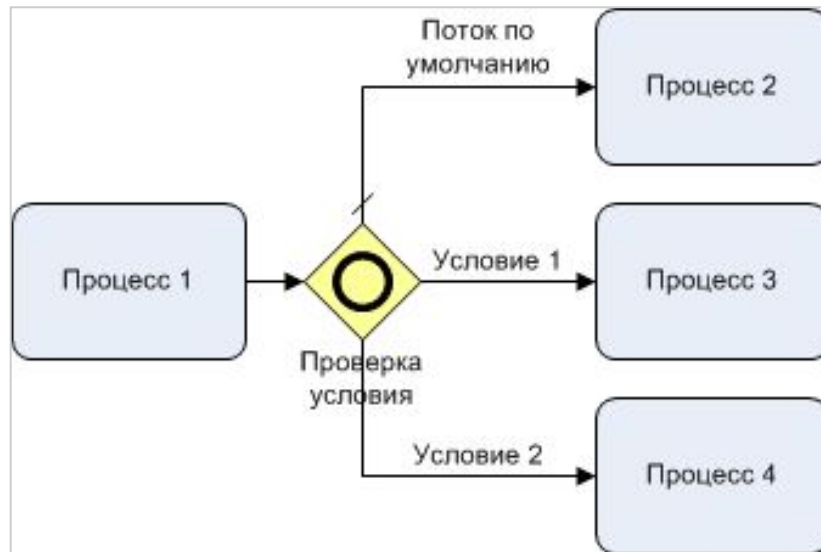 Поток по
умолчанию
Процесс 2
Процесс 1
Условие 1
Процесс 3
Проверка
условия
Условие 2
Процесс 4